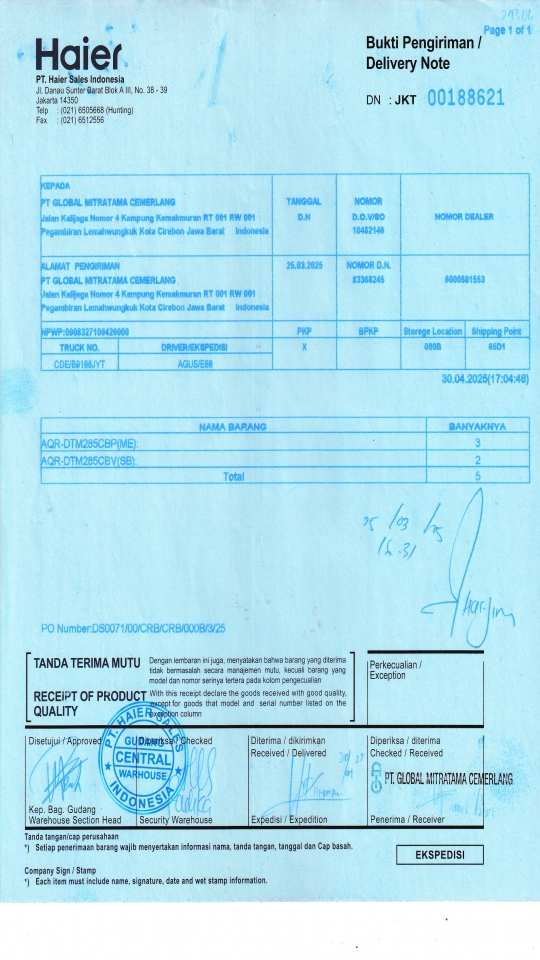 Page 1 of 1
Haier
PT. Haier Sales Indonesia
Jl. Danau Sunter Barat Blok A III, No. 38 - 39
Jakarta 14350
Telp : (021) 6505668 (Hunting)
Fax : (021) 6512556
Bukti Pengiriman /
Delivery Note
DN : JKT 00188621
KEPADA
PT GLOBAL MITRATAMA CEMERLANG
Jalan Kalijaga Nomor 4 Kampung Kemakmuran RT 001 RW 001
Pegambiran Lemahwungkuk Kota Cirebon Jawa Barat Indonesia
TANGGAL
D.N
NOMOR
D.O.V/SO
10482146
NOMOR DEALER
ALAMAT PENGIRIMAN
PT GLOBAL MITRATAMA CEMERLANG
Jalan Kalijaga Nomor 4 Kampung Kemakmuran RT 001 RW 001
Pegambiran Lemahwungkuk Kota Cirebon Jawa Barat Indonesia
25.03.2025
NOMOR D.N.
83368245
6000581553
NPWP:0908327109426000
PKP
BPKP
Storege Location
Shipping Point
TRUCK NO.
DRIVER/EKSPEDISI
X
000B
65D1
CDE/B9188JYT
AGUS/E88
30.04.2025(17:04:46)
NAMA BARANG
BANYAKNYA
AQR-DTM285CBP(ME):
3
AQR-DTM285CBV(SB):
2
Total
5
25 /03 /25
16.31
PO Number:DS0071/00/CRB/CRB/000B/3/25
TANDA TERIMA MUTU
Dengan lembaran ini juga, menyatakan bahwa barang yang diterima
tidak bermasalah secara manajemen mutu, kecuali barang yang
model dan nomor serinya tertera pada kolom pengecualian
RECEIPT OF PRODUCT
QUALITY
With this receipt declare the goods received with good quality,
except for goods that model and serial number listed on the
exception column
Perkecualian /
Exception
Disetujui / Approved
Diperiksa / Checked
Diterima / dikirimkan
Received / Delivered
Diperiksa / diterima
Checked / Received
PT. HAIER SALES
GUDANG
CENTRAL
WARHOUSE
INDONESIA
PT. GLOBAL MITRATAMA CEMERLANG
Kep. Bag. Gudang
Warehouse Section Head
Security Warehouse
Expedisi / Expedition
Penerima / Receiver
Tanda tangan/cap perusahaan
*) Setiap penerimaan barang wajib menyertakan informasi nama, tanda tangan, tanggal dan Cap basah.
EKSPEDISI
Company Sign / Stamp
*) Each item must include name, signature, date and wet stamp information.